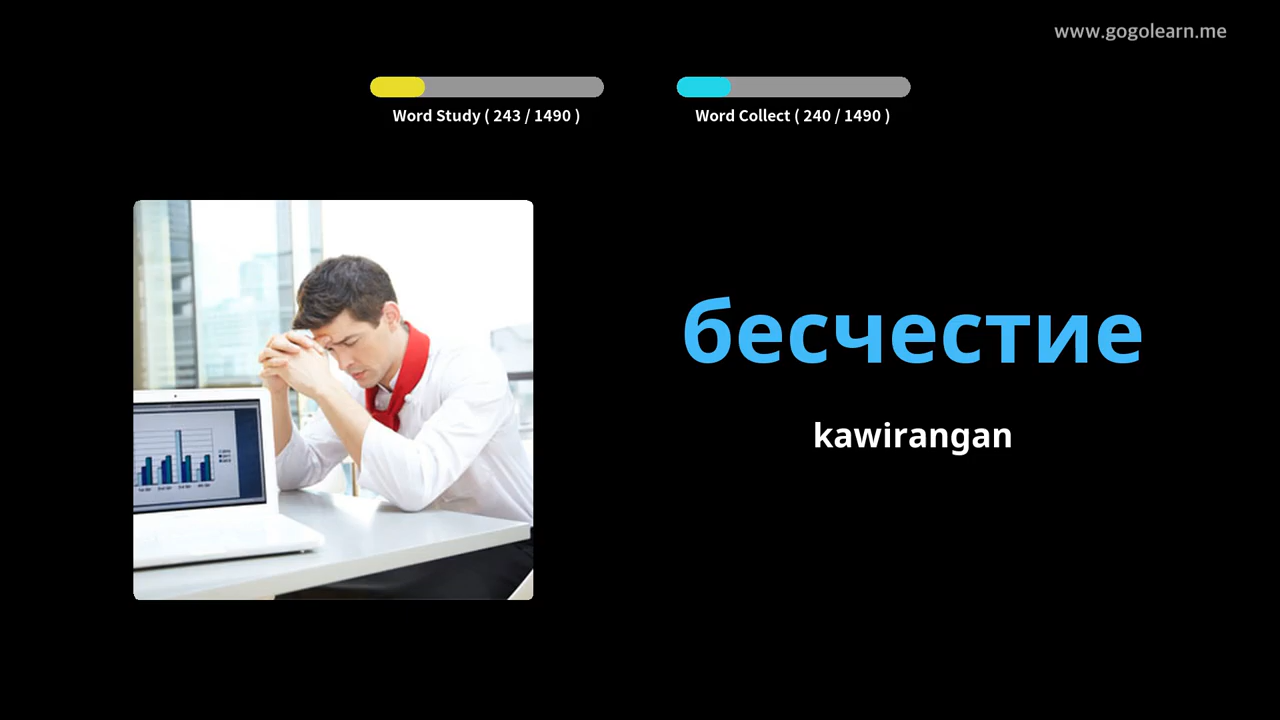 www.gogolearn.me
Word Study ( 243 / 1490 )
Word Collect ( 240 / 1490 )
бесчестие
kawirangan